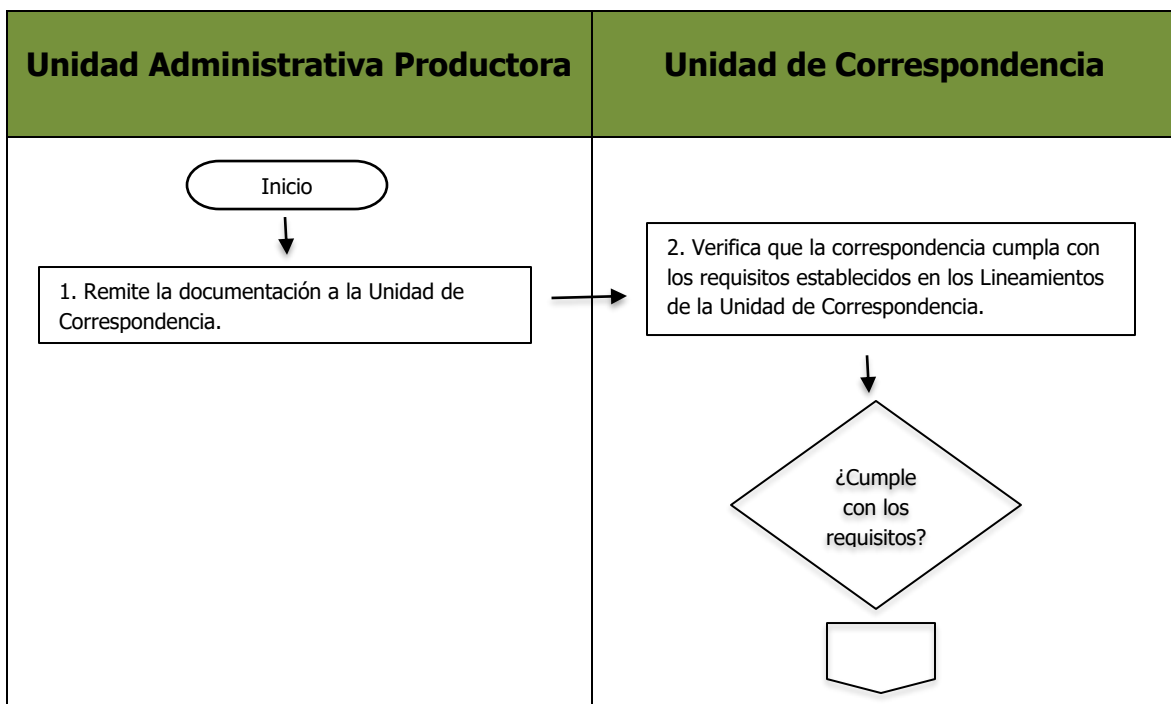 Unidad Administrativa Productora
Unidad de Correspondencia
Inicio
1. Remite la documentación a la Unidad de
Correspondencia.
2. Verifica que la correspondencia cumpla con
los requisitos establecidos en los Lineamientos
de la Unidad de Correspondencia.
¿Cumple
con los
requisitos?